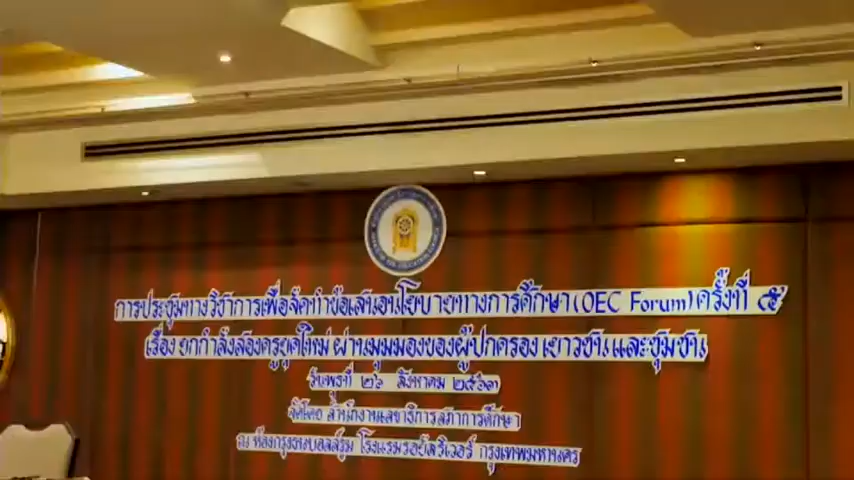 การประชุมทางวิชาการเพื่อจัดทำข้อเสนอนโยบายทางการศึกษา (OEC Forum) ครั้งที่ ๕
เรื่อง ยกกำลังสองครูยุคใหม่ ผ่านมุมมองของผู้ปกครอง เยาวชน และชุมชน
วันพุธที่ ๒๖ สิงหาคม ๒๕๖๓
จัดโดย สำนักงานเลขาธิการสภาการศึกษา
ณ ห้องกรุงเทพบอลล์รูม โรงแรมรอยัลริเวอร์ กรุงเทพมหานคร